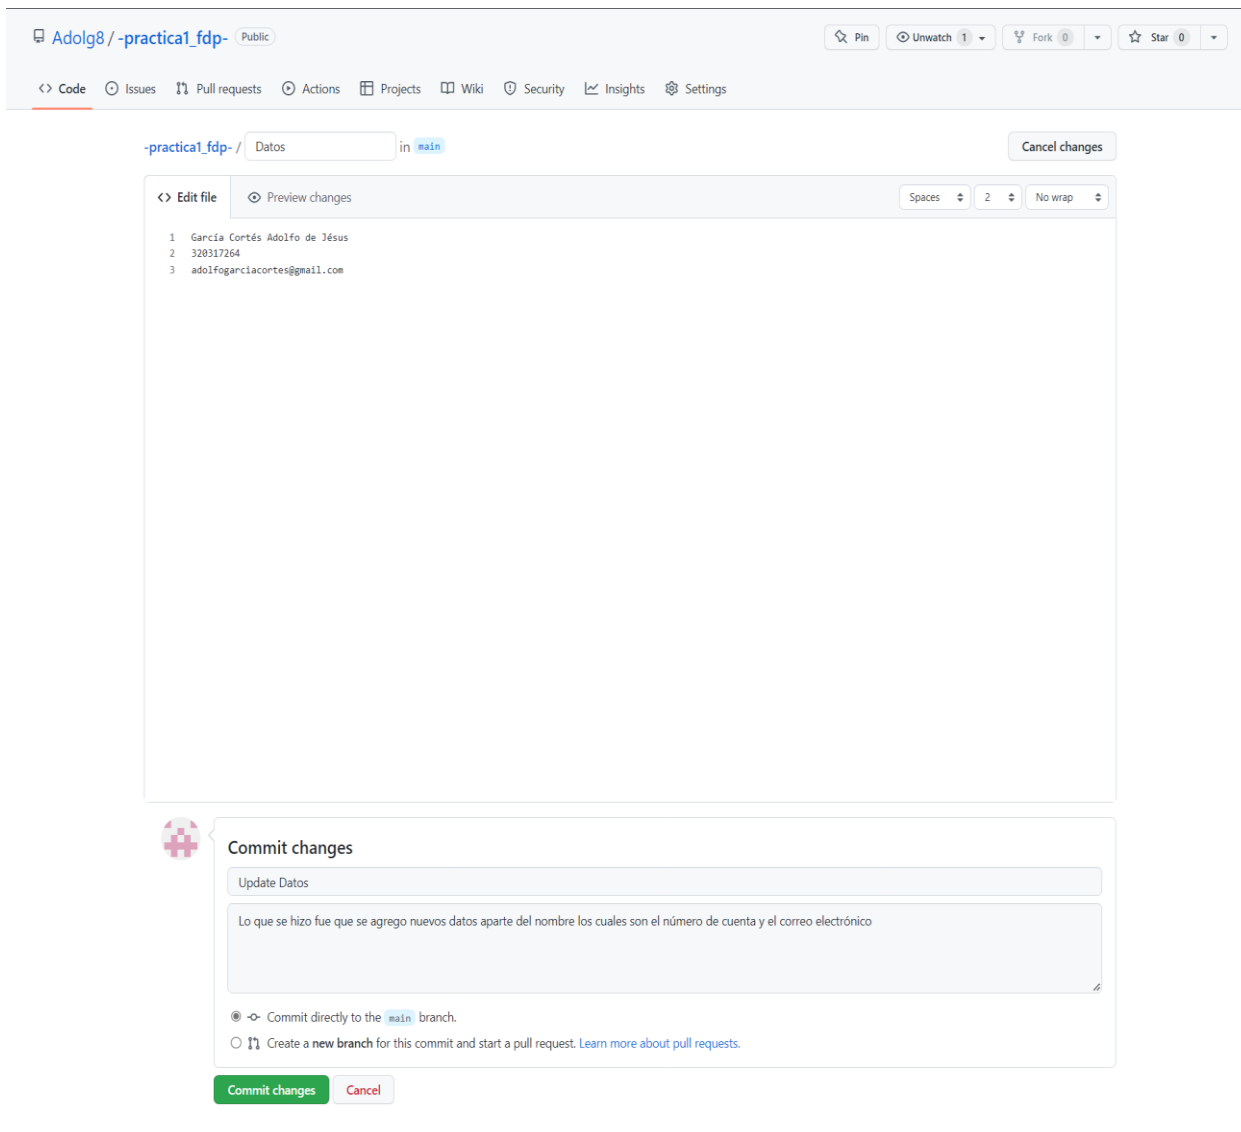 Adolg8 / -practica1_fdp- Public
Pin
Unwatch 1
Fork 0
Star 0
<> Code
Issues
Pull requests
Actions
Projects
Wiki
Security
Insights
Settings
-practica1_fdp- / Datos in main
Cancel changes
<> Edit file
Preview changes
Spaces
2
No wrap
1 García Cortés Adolfo de Jésus
2 320317264
3 adolfogarciacortes@gmail.com
Commit changes
Update Datos
Lo que se hizo fue que se agrego nuevos datos aparte del nombre los cuales son el número de cuenta y el correo electrónico
Commit directly to the main branch.
Create a new branch for this commit and start a pull request. Learn more about pull requests.
Commit changes
Cancel